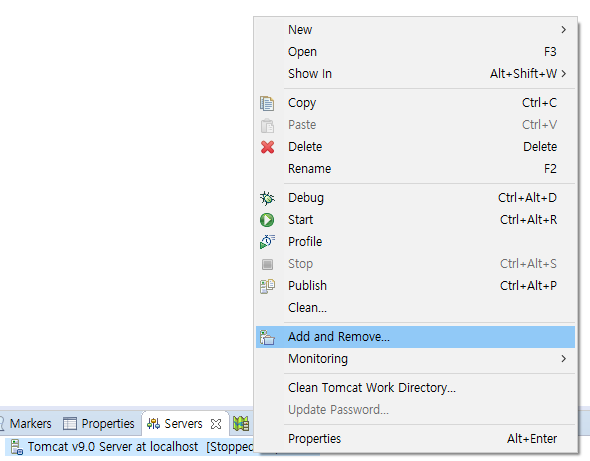 New
Open F3
Show In Alt+Shift+W
Copy Ctrl+C
Paste Ctrl+V
Delete Delete
Rename F2
Debug Ctrl+Alt+D
Start Ctrl+Alt+R
Profile
Stop Ctrl+Alt+S
Publish Ctrl+Alt+P
Clean...
Add and Remove...
Monitoring
Clean Tomcat Work Directory...
Update Password...
Properties Alt+Enter
Markers Properties Servers
Tomcat v9.0 Server at localhost [Stopped